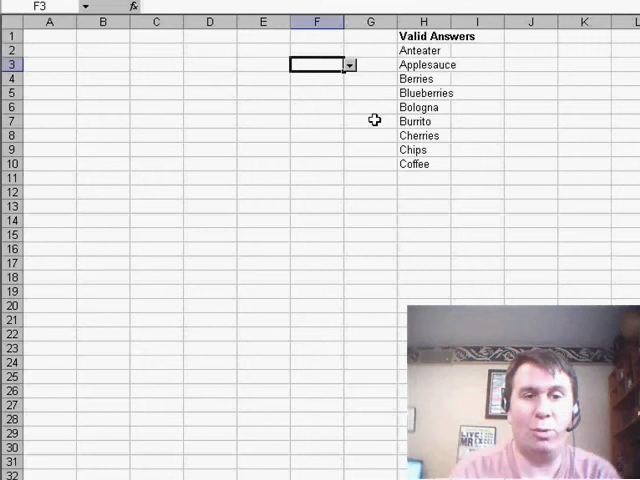 F3 fx
A B C D E F G H I J K L
1 Valid Answers
2 Anteater
3 Applesauce
4 Berries
5 Blueberries
6 Bologna
7 Burrito
8 Cherries
9 Chips
10 Coffee
11
12
13
14
15
16
17
18
19
20
21
22
23
24
25
26
27
28
29
30
31
32
LIVE